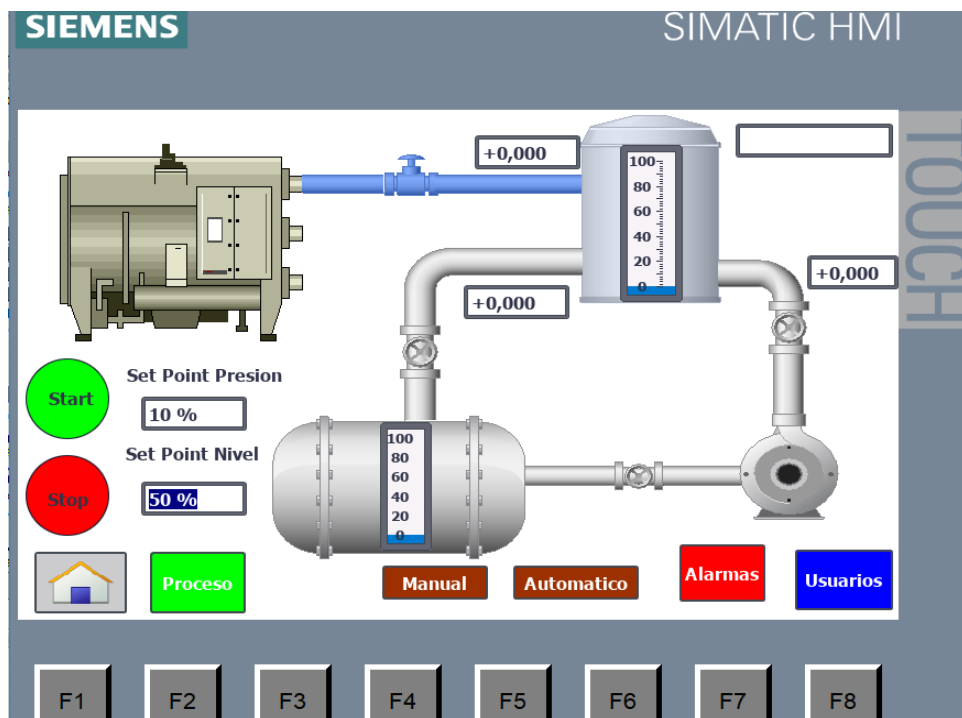 SIEMENS
SIMATIC HMI
TOUCH
+0,000
100
80
60
40
20
0
+0,000
+0,000
Start
Set Point Presion
10 %
Set Point Nivel
Stop
50 %
100
80
60
40
20
0
Proceso
Manual
Automatico
Alarmas
Usuarios
F1
F2
F3
F4
F5
F6
F7
F8